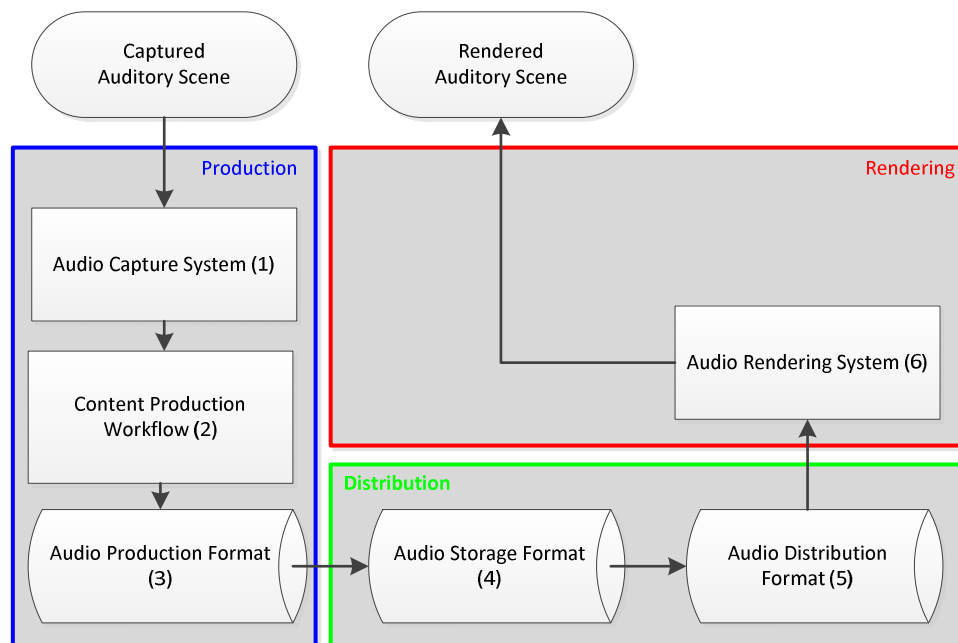 Captured
Auditory Scene
Rendered
Auditory Scene
Production
Rendering
Audio Capture System (1)
Content Production
Workflow (2)
Audio Rendering System (6)
Distribution
Audio Production Format
(3)
Audio Storage Format
(4)
Audio Distribution
Format (5)